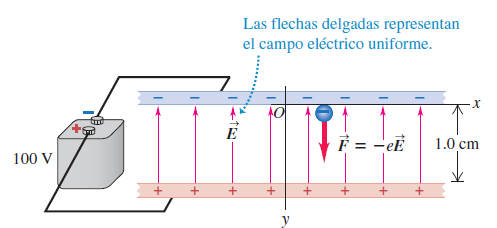 Las flechas delgadas representan
el campo eléctrico uniforme.
− − − − − − − −
O
x
−
+
E⃗
F⃗ = −eE⃗
1.0 cm
100 V
+ + + + + + + +
y